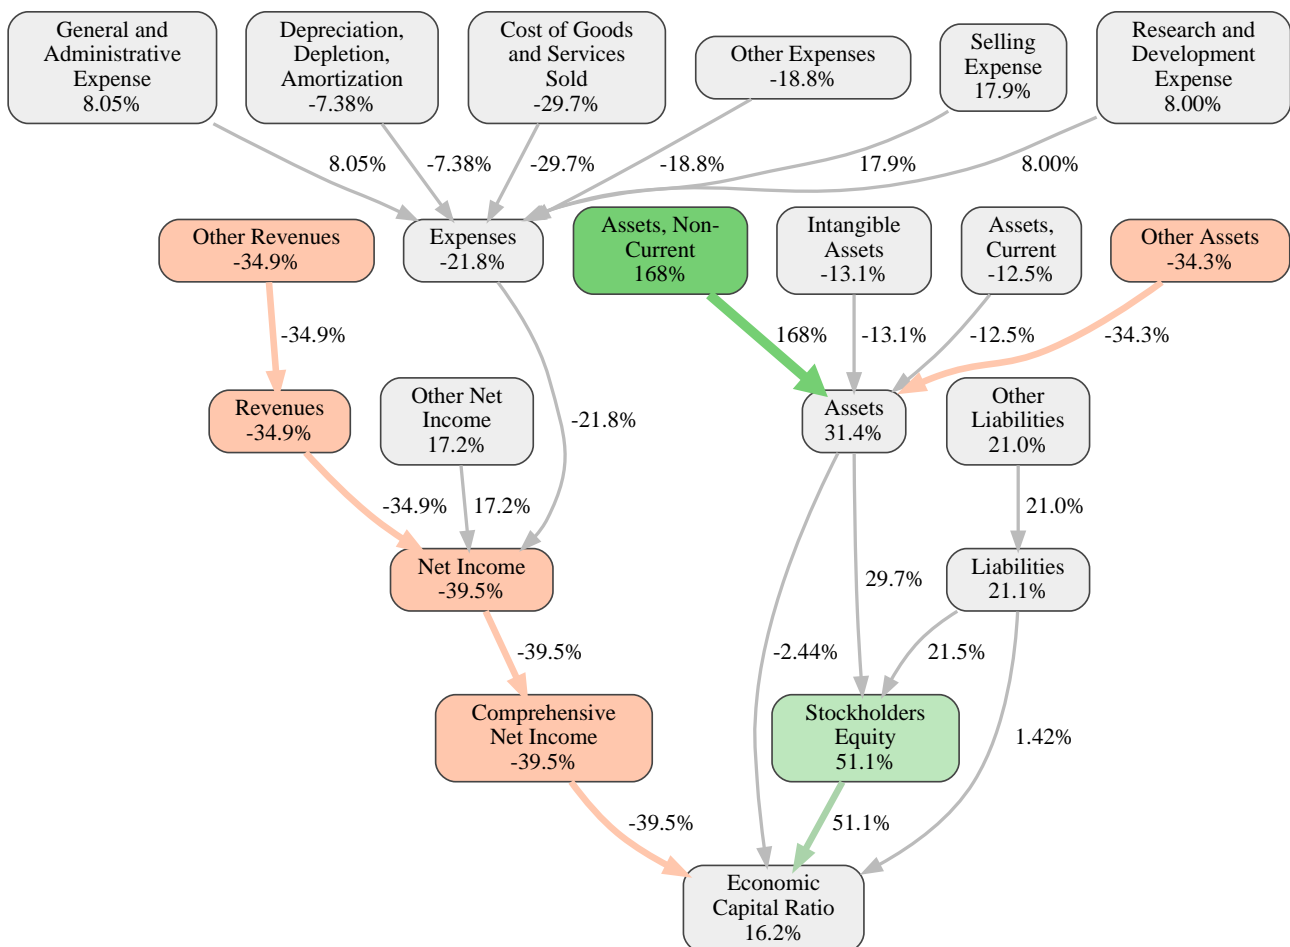 General and
Administrative
Expense
8.05%
Depreciation,
Depletion,
Amortization
-7.38%
Cost of Goods
and Services
Sold
-29.7%
Other Expenses
-18.8%
Selling
Expense
17.9%
Research and
Development
Expense
8.00%
8.05%
-7.38%
-29.7%
-18.8%
17.9%
8.00%
Other Revenues
-34.9%
Expenses
-21.8%
Assets, Non-
Current
168%
Intangible
Assets
-13.1%
Assets,
Current
-12.5%
Other Assets
-34.3%
-34.9%
168%
-13.1%
-12.5%
-34.3%
Revenues
-34.9%
Other Net
Income
17.2%
-21.8%
Assets
31.4%
Other
Liabilities
21.0%
-34.9%
17.2%
21.0%
Net Income
-39.5%
29.7%
Liabilities
21.1%
-39.5%
-2.44%
21.5%
Comprehensive
Net Income
-39.5%
Stockholders
Equity
51.1%
1.42%
-39.5%
51.1%
Economic
Capital Ratio
16.2%